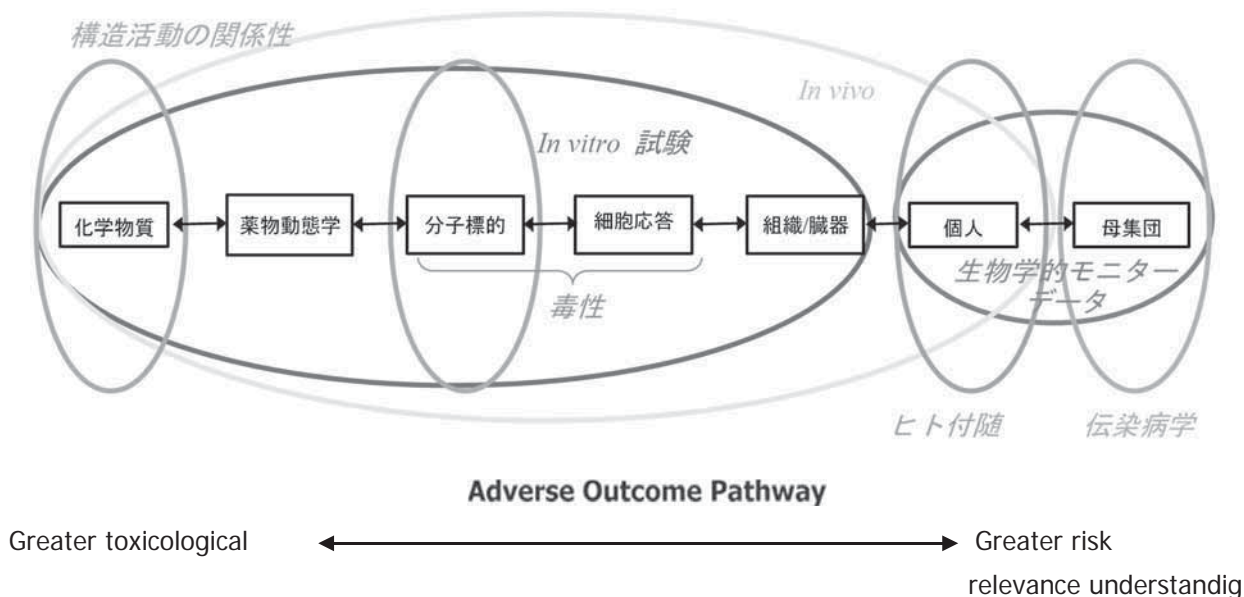 構造活動の関係性
In vivo
In vitro 試験
化学物質
薬物動態学
分子標的
細胞応答
組織/臓器
個人
母集団
毒性
生物学的モニター
データ
ヒト付随
伝染病学
Adverse Outcome Pathway
Greater toxicological
Greater risk
relevance understandig